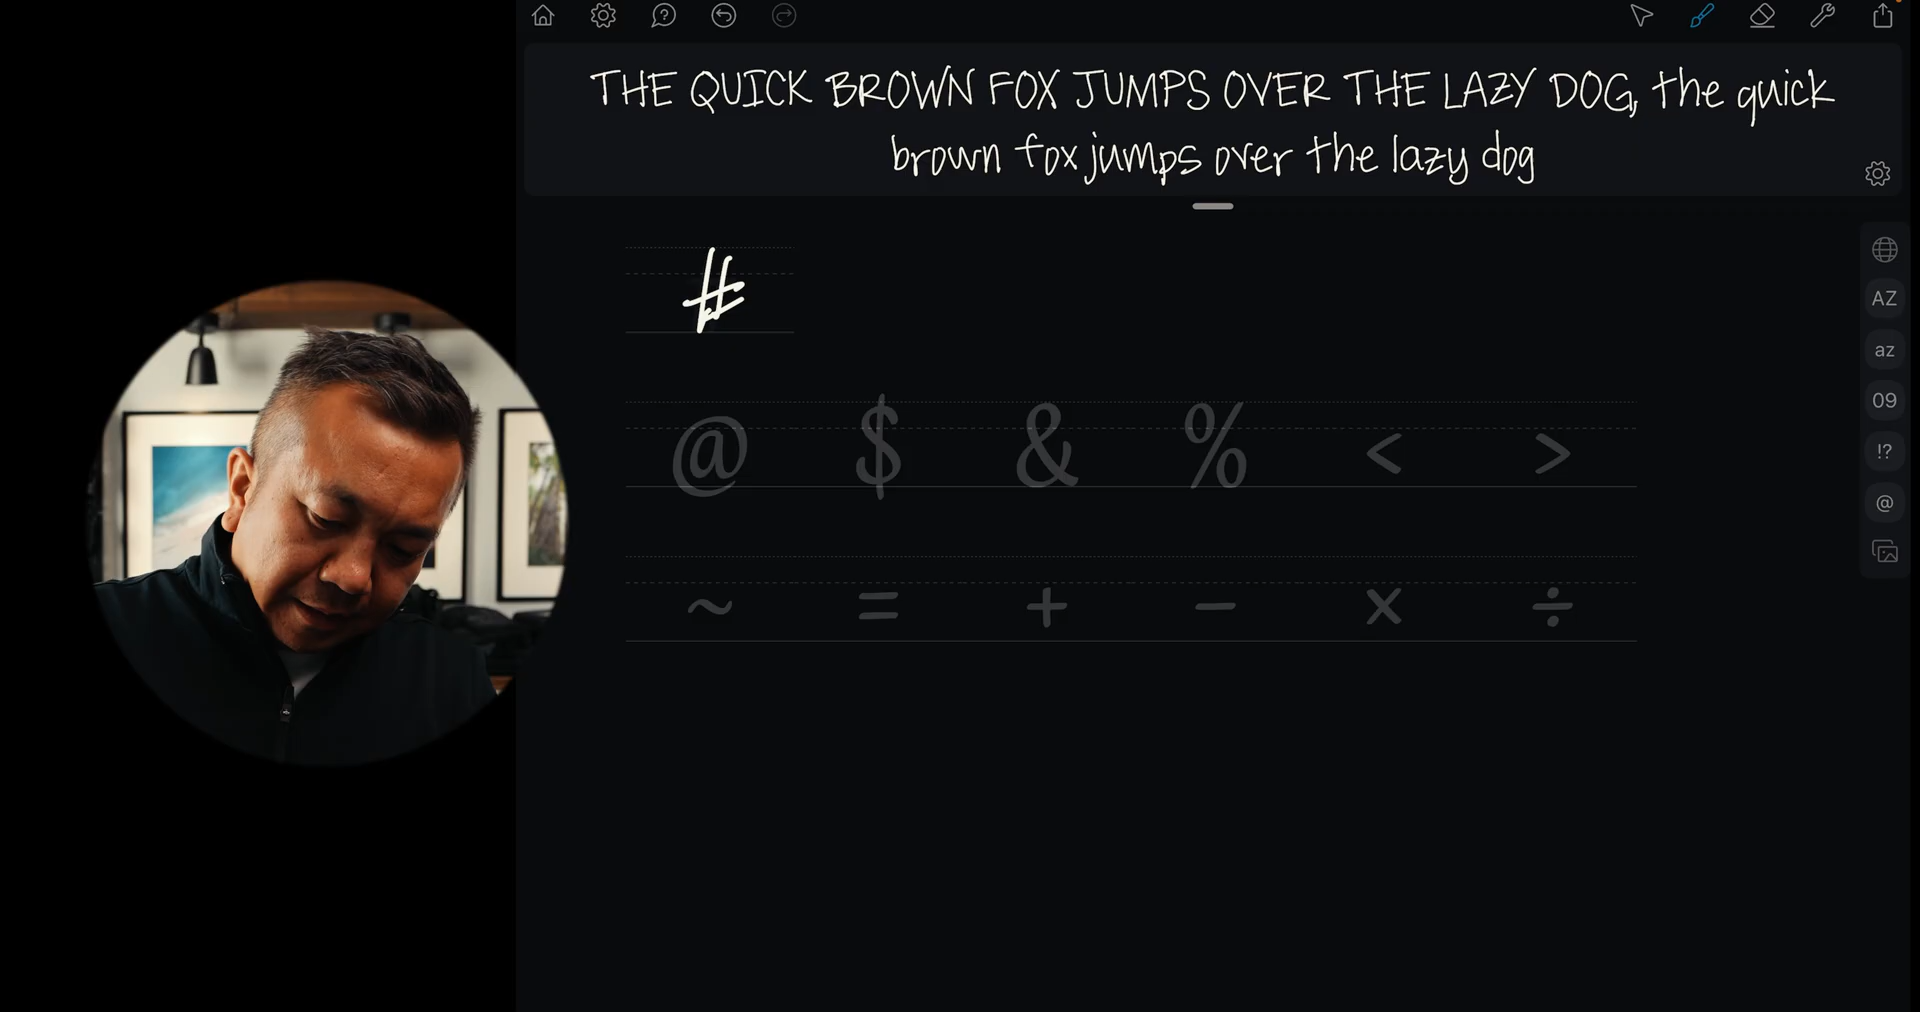 THE QUICK BROWN FOX JUMPS OVER THE LAZY DOG, the quick
brown fox jumps over the lazy dog
#
AZ
az
@ $ & % < >
09
!?
@
~ = + − × ÷